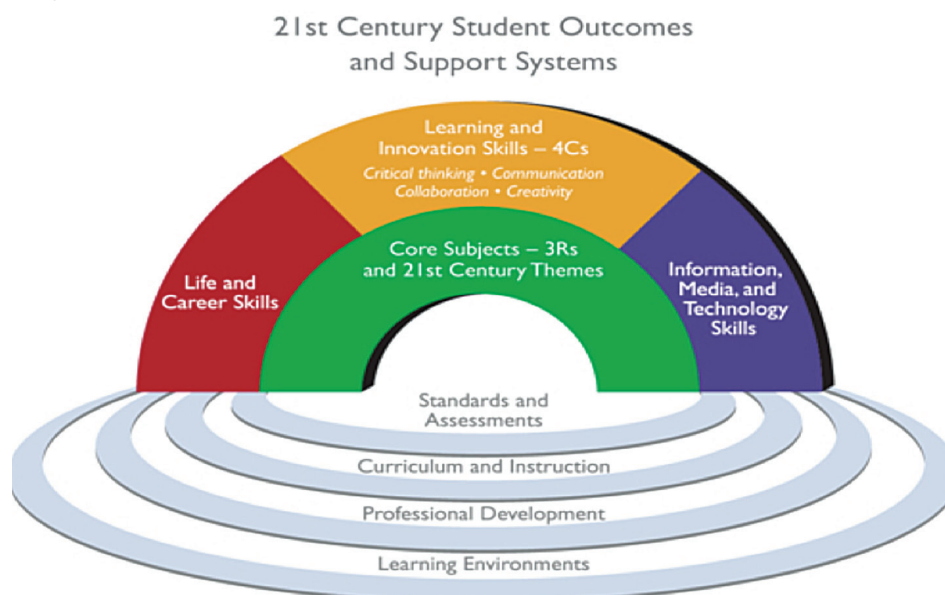 21st Century Student Outcomes
and Support Systems
Learning and
Innovation Skills – 4Cs
Critical thinking • Communication
Collaboration • Creativity
Core Subjects – 3Rs
and 21st Century Themes
Life and
Career Skills
Information,
Media, and
Technology
Skills
Standards and
Assessments
Curriculum and Instruction
Professional Development
Learning Environments